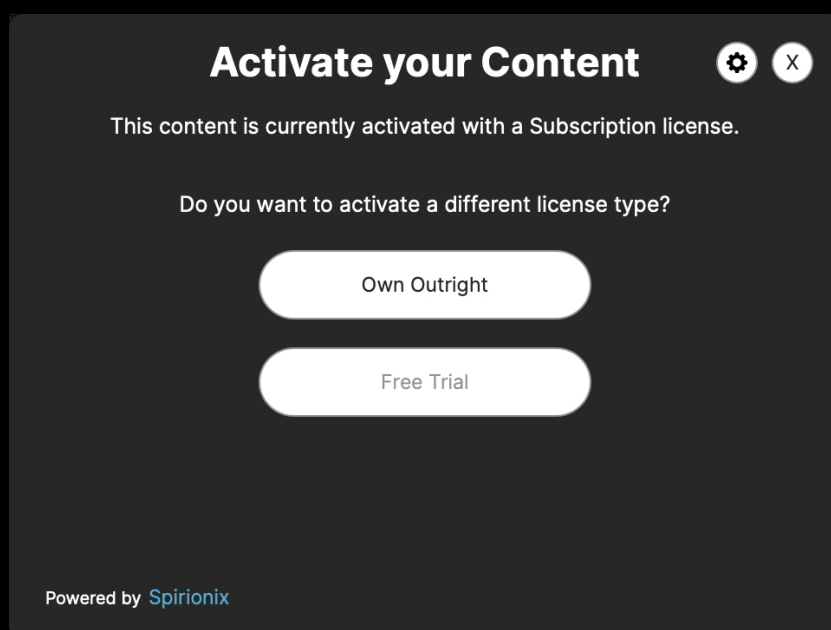 Activate your Content
X
This content is currently activated with a Subscription license.
Do you want to activate a different license type?
Own Outright
Free Trial
Powered by Spirionix